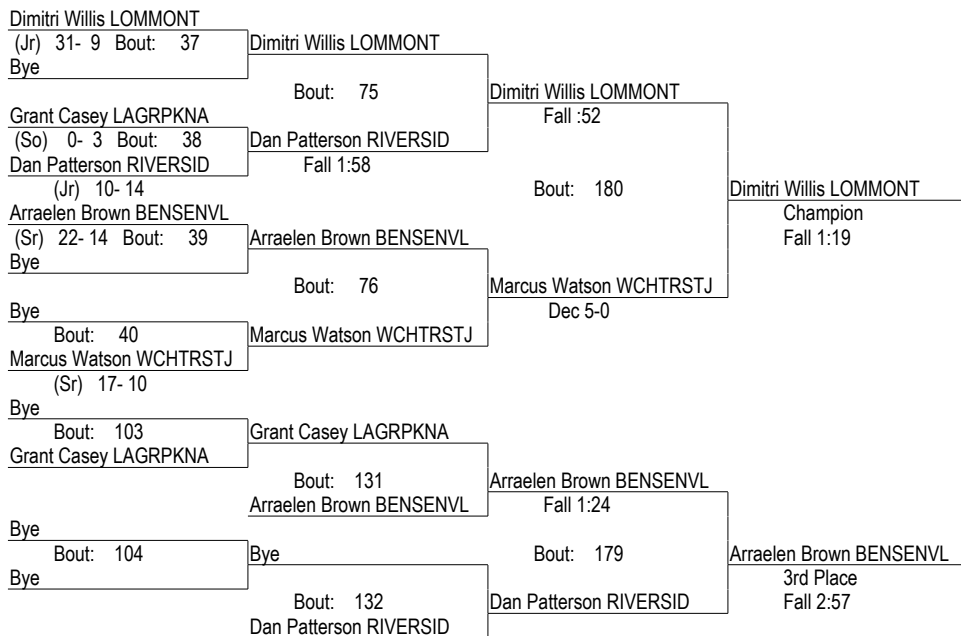 Dimitri Willis LOMMONT
(Jr) 31- 9 Bout: 37 Dimitri Willis LOMMONT
Bye
Bout: 75 Dimitri Willis LOMMONT
Grant Casey LAGRPKNA Fall :52
(So) 0- 3 Bout: 38 Dan Patterson RIVERSID
Dan Patterson RIVERSID Fall 1:58
(Jr) 10- 14 Bout: 180 Dimitri Willis LOMMONT
Arraelen Brown BENSENVL Champion
(Sr) 22- 14 Bout: 39 Arraelen Brown BENSENVL Fall 1:19
Bye
Bout: 76 Marcus Watson WCHTRSTJ
Bye Dec 5-0
Bout: 40 Marcus Watson WCHTRSTJ
Marcus Watson WCHTRSTJ
(Sr) 17- 10
Bye
Bout: 103 Grant Casey LAGRPKNA
Grant Casey LAGRPKNA
Bout: 131 Arraelen Brown BENSENVL
Arraelen Brown BENSENVL Fall 1:24
Bye
Bout: 104 Bye Bout: 179 Arraelen Brown BENSENVL
Bye 3rd Place
Bout: 132 Dan Patterson RIVERSID Fall 2:57
Dan Patterson RIVERSID